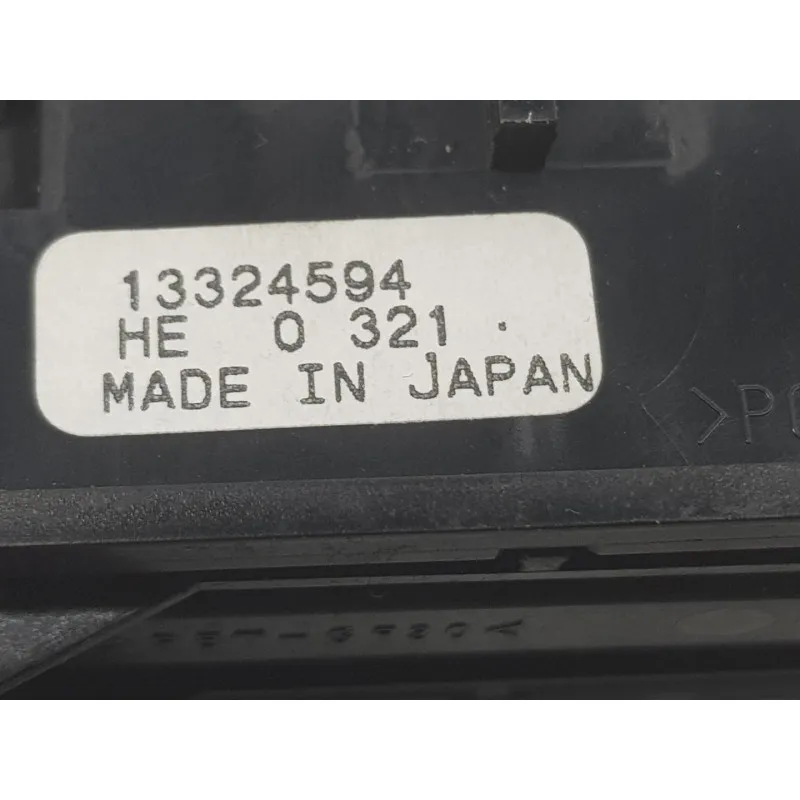 13324594
HE 0 321 .
MADE IN JAPAN
>P